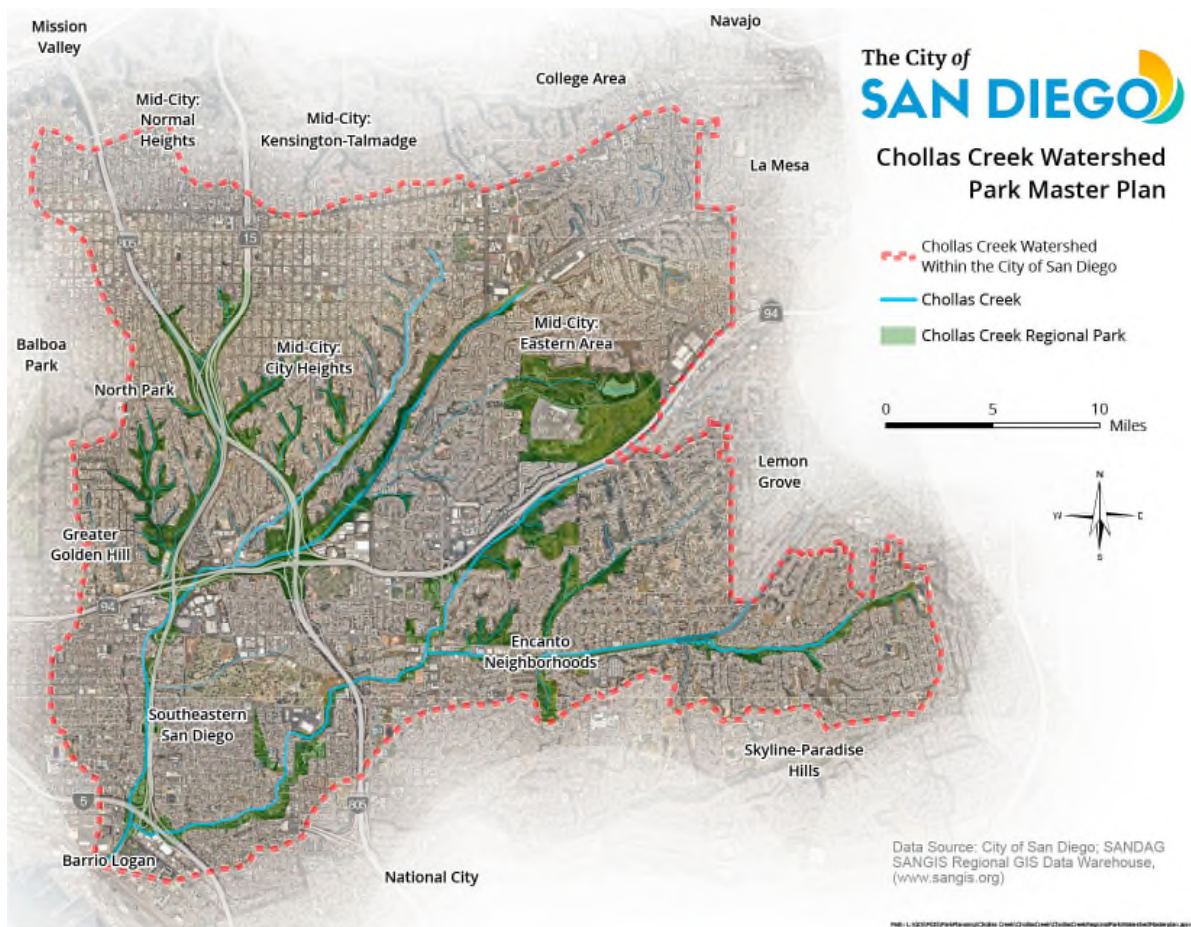 Mission
Valley
Navajo
College Area
Mid-City:
Normal
Heights
Mid-City:
Kensington-Talmadge
La Mesa
805
15
Mid-City:
Eastern Area
94
Balboa
Park
Mid-City:
City Heights
North Park
Lemon
Grove
Greater
Golden Hill
94
Encanto
Neighborhoods
Southeastern
San Diego
Skyline-Paradise
Hills
5
805
Barrio Logan
National City
The City of
SAN DIEGO
Chollas Creek Watershed
Park Master Plan
Chollas Creek Watershed
Within the City of San Diego
Chollas Creek
Chollas Creek Regional Park
0 5 10
Miles
N
W E
S
Data Source: City of San Diego; SANDAG
SANGIS Regional GIS Data Warehouse,
(www.sangis.org)